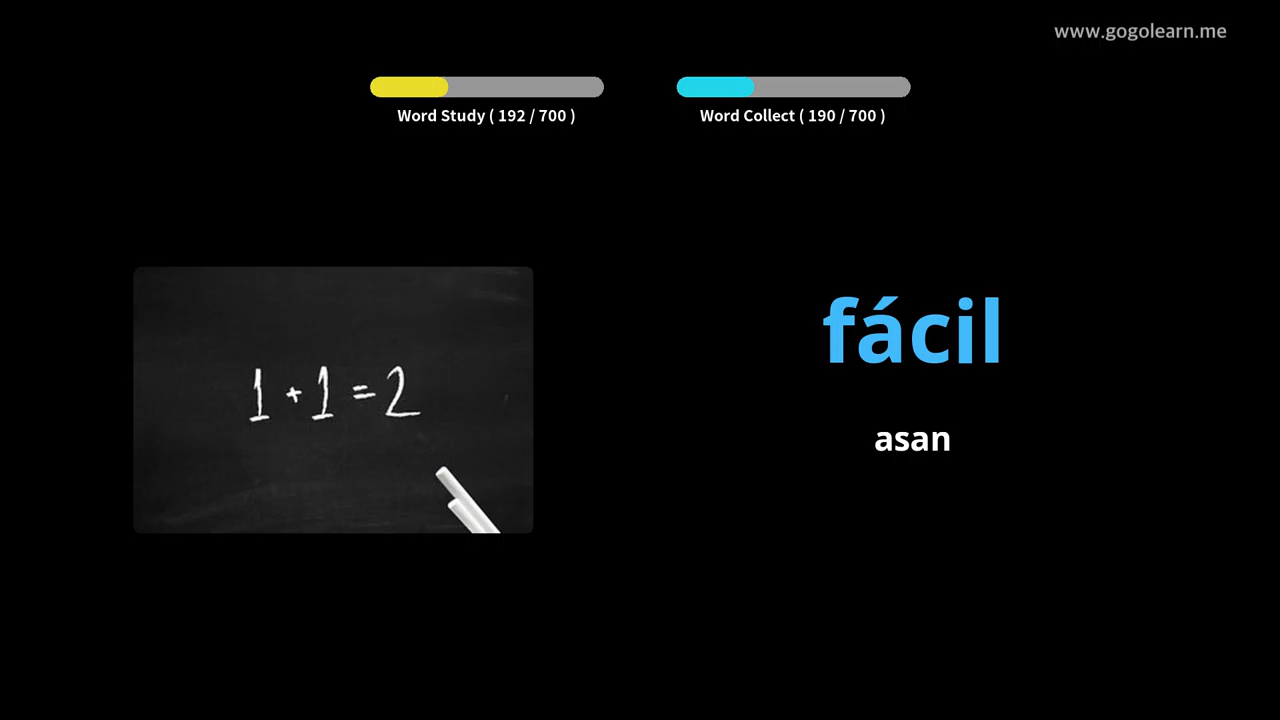 www.gogolearn.me
Word Study ( 192 / 700 )
Word Collect ( 190 / 700 )
1 + 1 = 2
fácil
asan